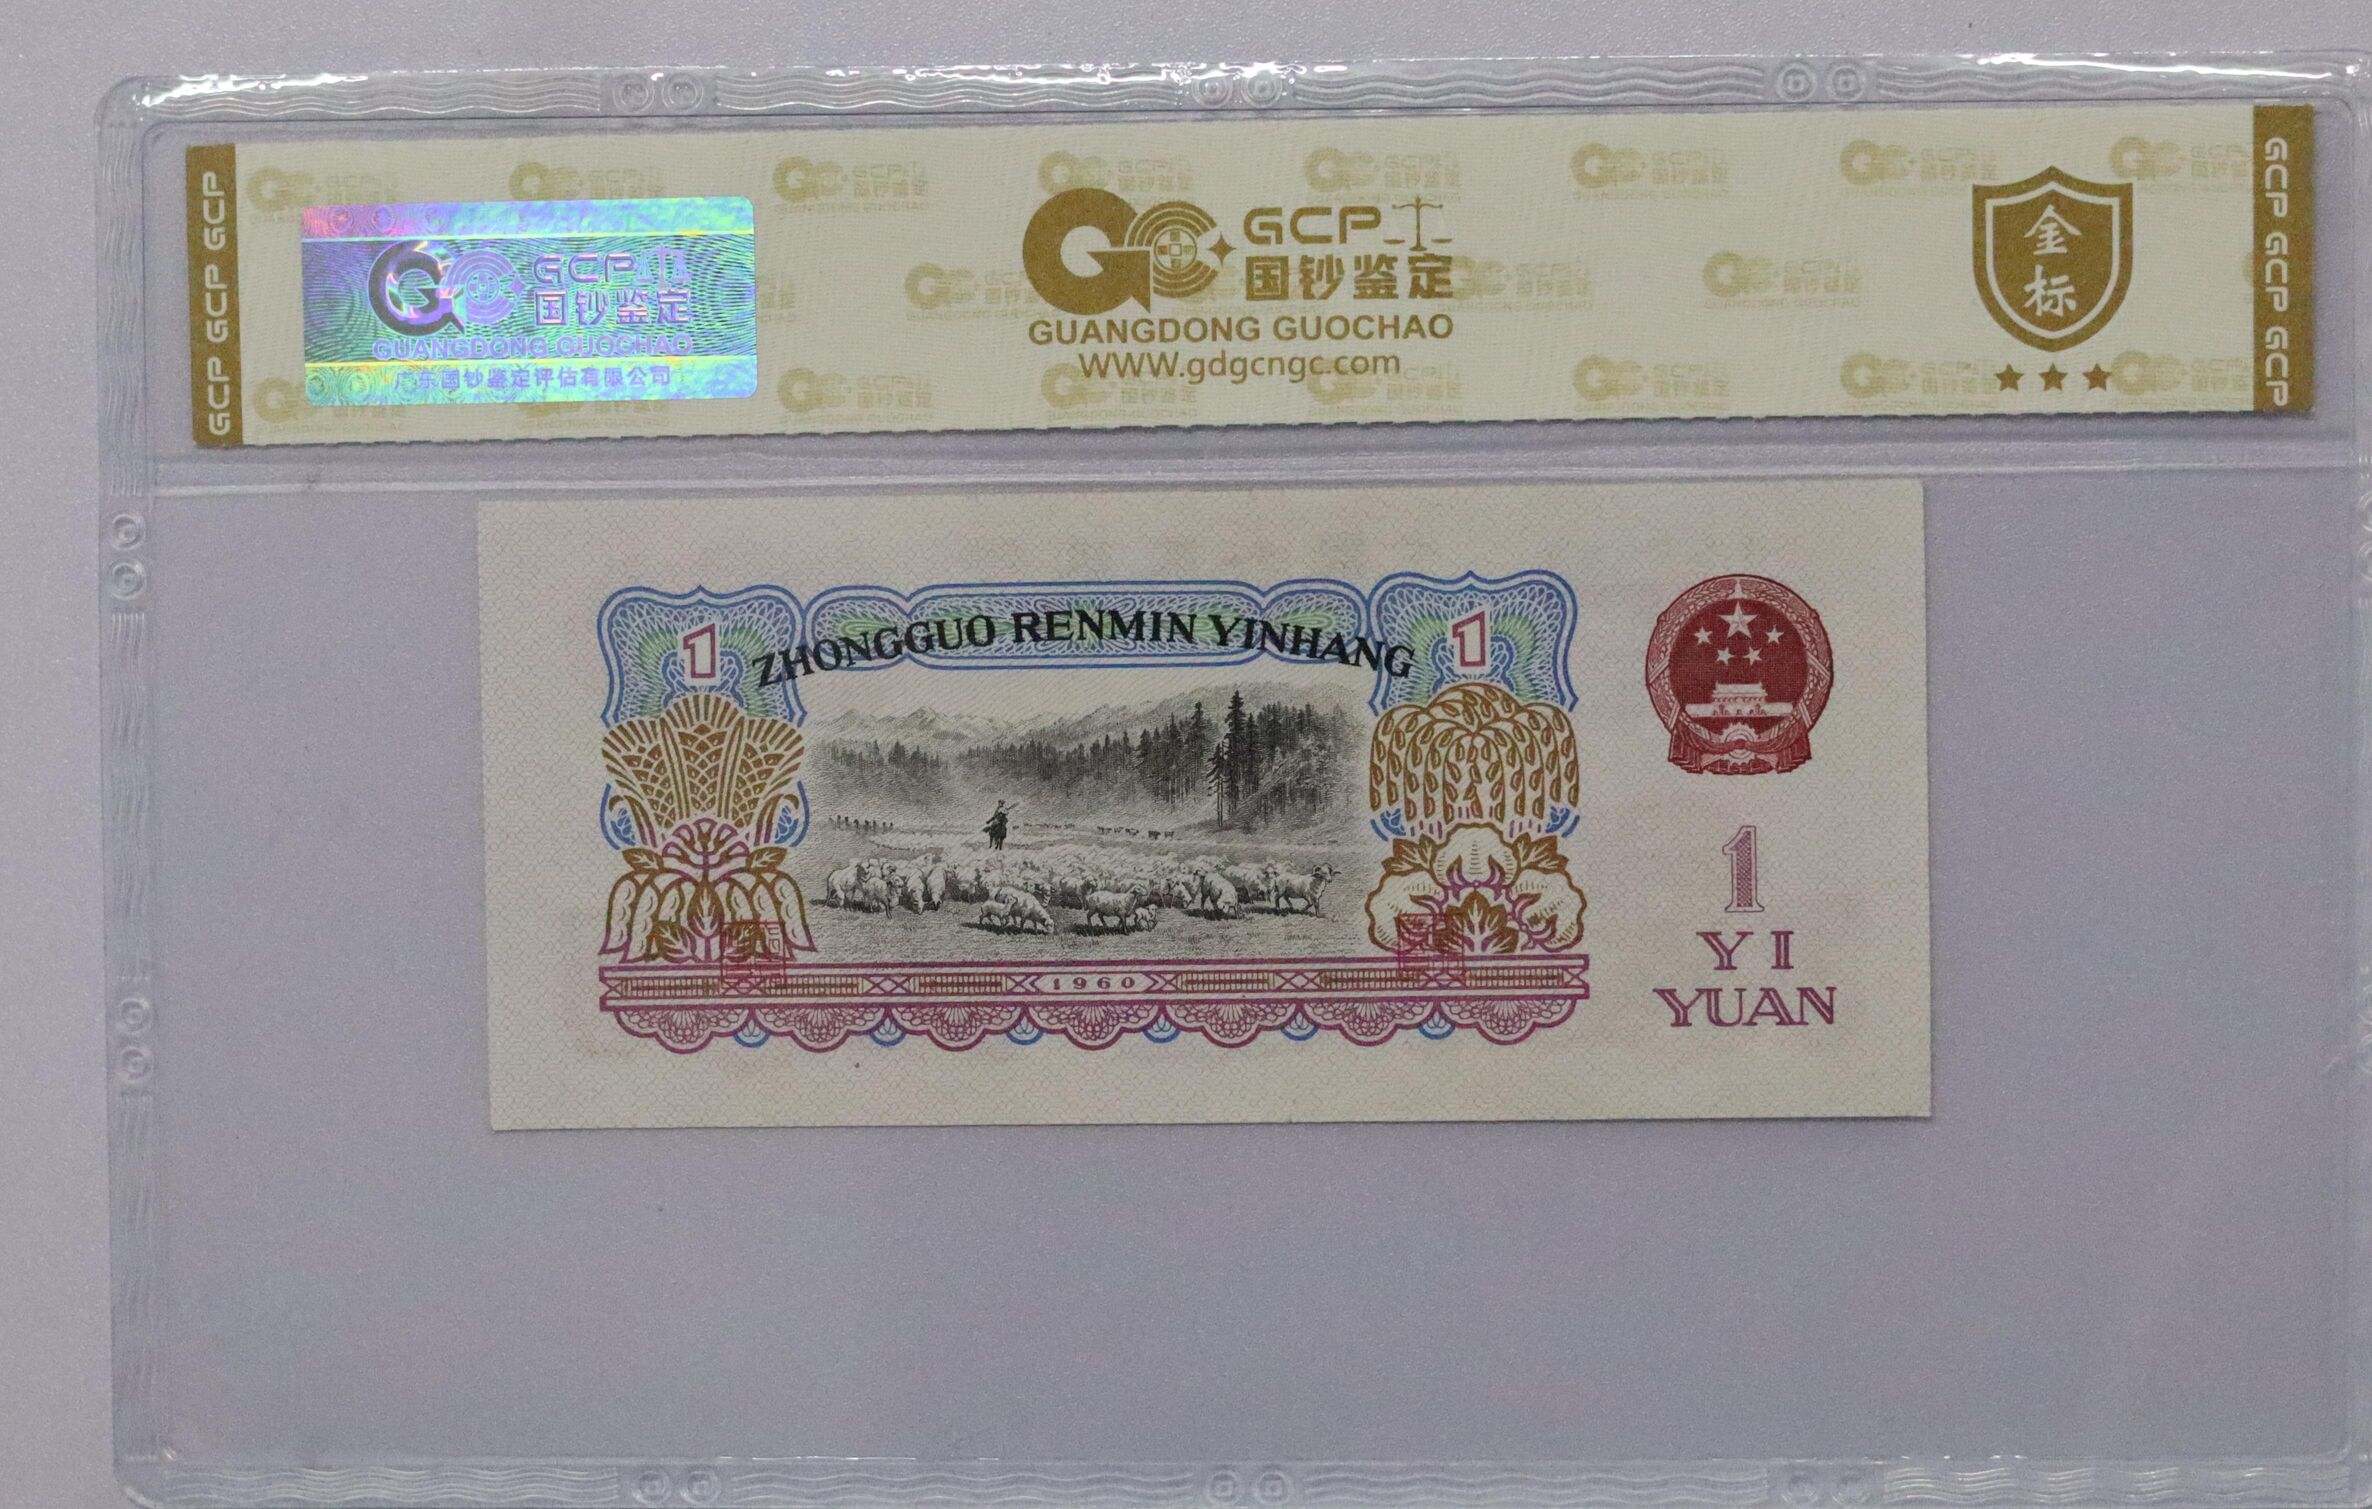 GCP GCP GCP
GCP
国钞鉴定
GUANGDONG GUOCHAO
广东国钞鉴定评估有限公司
GCP
国钞鉴定
GUANGDONG GUOCHAO
WWW.gdgcngc.com
金
标
GCP GCP GCP
1
ZHONGGUO RENMIN YINHANG
1
1960
1
YI
YUAN